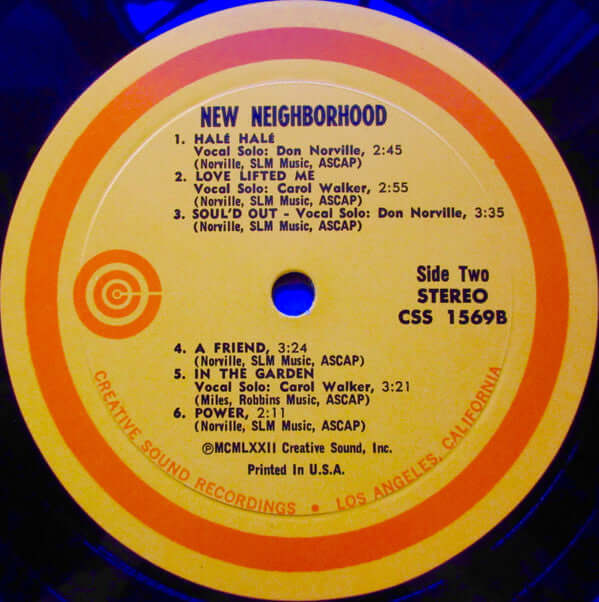 NEW NEIGHBORHOOD
1. HALÉ HALÉ
Vocal Solo: Don Norville, 2:45
(Norville, SLM Music, ASCAP)
2. LOVE LIFTED ME
Vocal Solo: Carol Walker, 2:55
(Norville, SLM Music, ASCAP)
3. SOUL'D OUT - Vocal Solo: Don Norville, 3:35
(Norville, SLM Music, ASCAP)
Side Two
STEREO
CSS 1569B
4. A FRIEND, 3:24
(Norville, SLM Music, ASCAP)
5. IN THE GARDEN
Vocal Solo: Carol Walker, 3:21
(Miles, Robbins Music, ASCAP)
6. POWER, 2:11
(Norville, SLM Music, ASCAP)
℗MCMLXXII Creative Sound, Inc.
Printed In U.S.A.
CREATIVE SOUND RECORDINGS • LOS ANGELES, CALIFORNIA